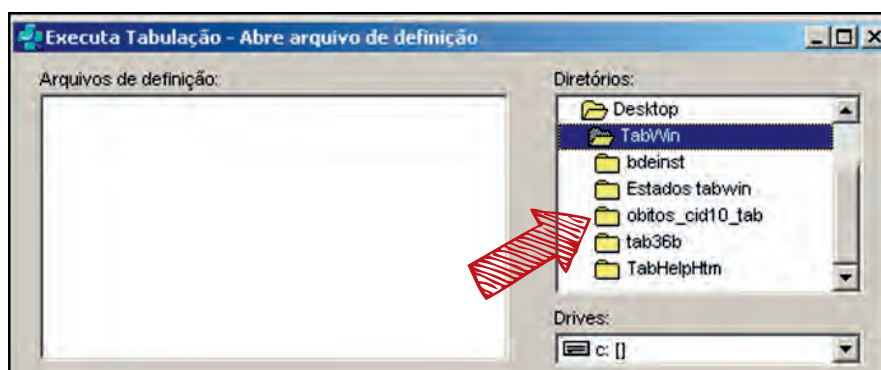 Executa Tabulação - Abre arquivo de definição
Arquivos de definição:
Diretórios:
Desktop
TabWin
bdeinst
Estados tabwin
obitos_cid10_tab
tab36b
TabHelpHtm
Drives:
c: []